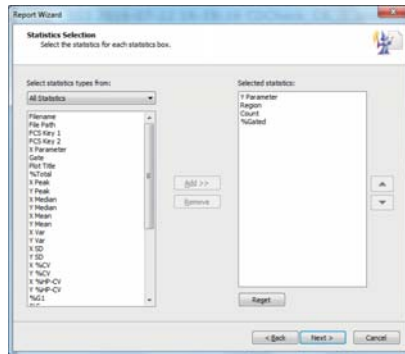 Report Wizard
Statistics Selection
Select the statistics for each statistics box.
Select statistics types from:
All Statistics
Filename
File Path
FCS Key 1
FCS Key 2
X Parameter
Gate
Plot Title
%Total
X Peak
Y Peak
X Median
Y Median
X Mean
Y Mean
X Var
Y Var
X SD
Y SD
X %CV
Y %CV
X %HP-CV
Y %HP-CV
%G1
Add >>
Remove
Selected statistics:
Y Parameter
Region
Count
%Gated
Reset
< Back
Next >
Cancel